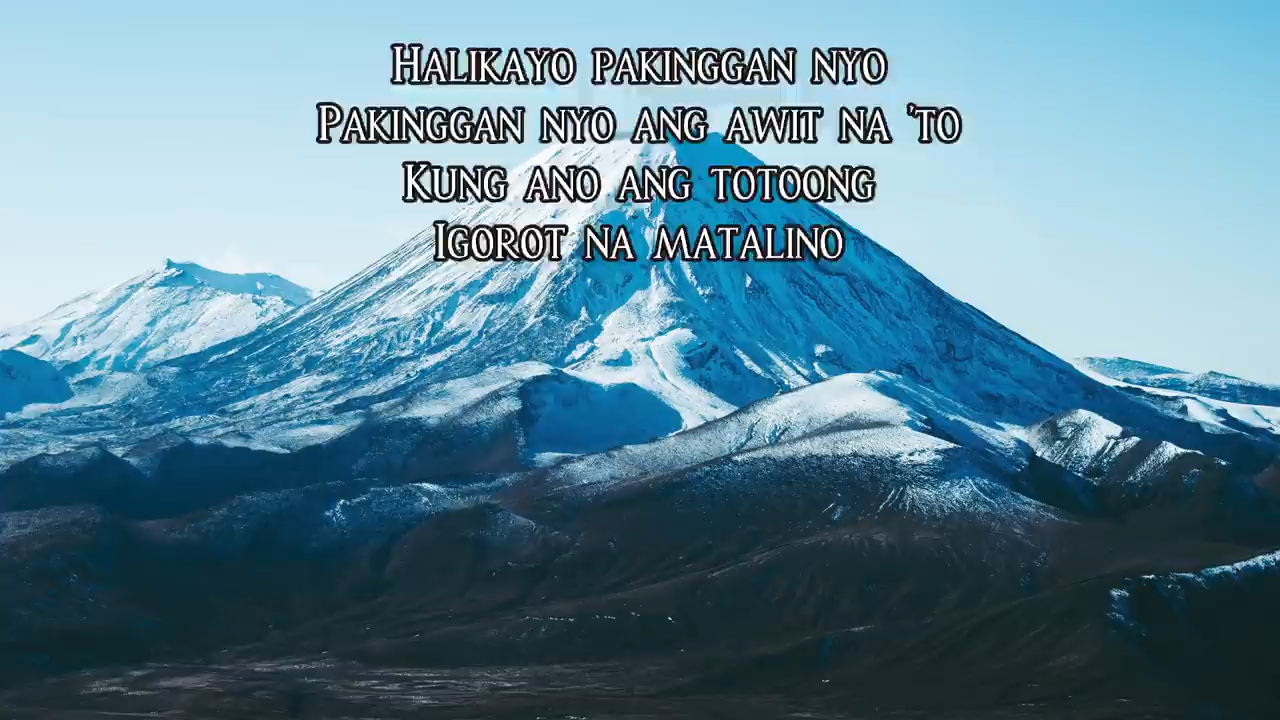 Halikayo pakinggan nyo
Pakinggan nyo ang awit na 'to
Kung ano ang totoong
Igorot na matalino